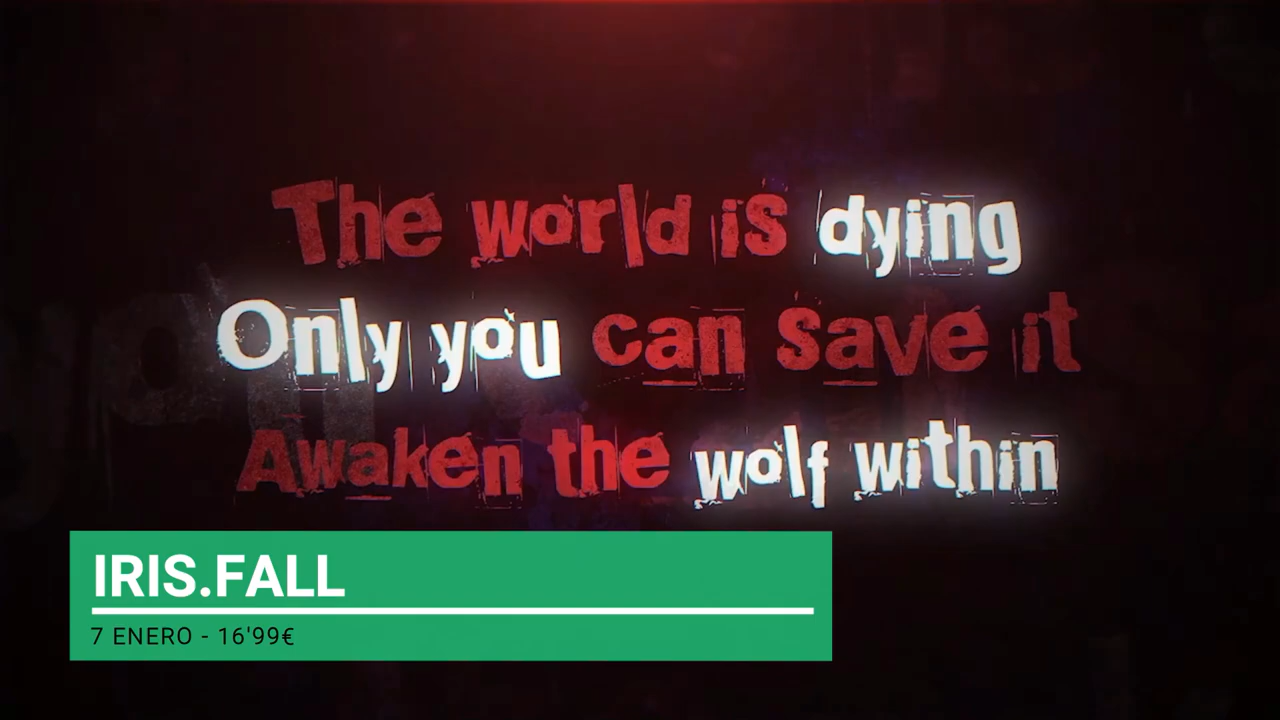 The world is dying
Only you can save it
Awaken the wolf within
IRIS.FALL
7 ENERO - 16'99€